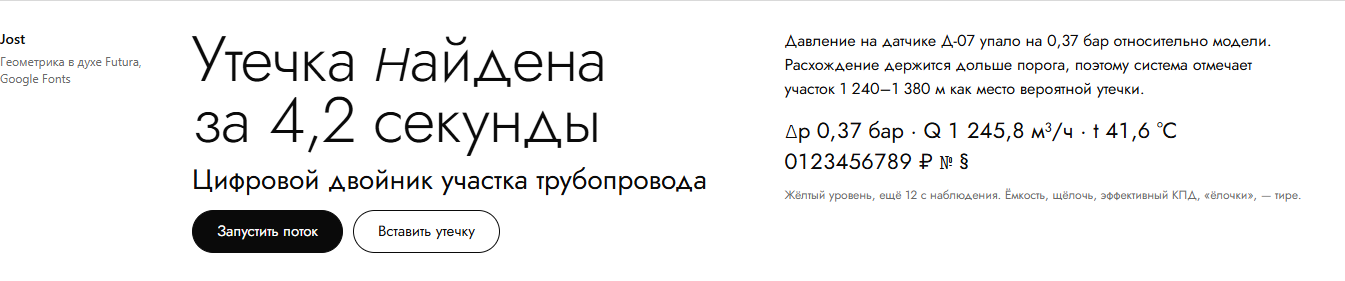 Jost
Геометрика в духе Futura,
Google Fonts
Утечка найдена
за 4,2 секунды
Цифровой двойник участка трубопровода
Запустить поток
Вставить утечку
Давление на датчике Д-07 упало на 0,37 бар относительно модели.
Расхождение держится дольше порога, поэтому система отмечает
участок 1 240–1 380 м как место вероятной утечки.
Δp 0,37 бар · Q 1 245,8 м³/ч · t 41,6 °C
0123456789 ₽ № §
Жёлтый уровень, ещё 12 с наблюдения. Ёмкость, щёлочь, эффективный КПД, «ёлочки», — тире.